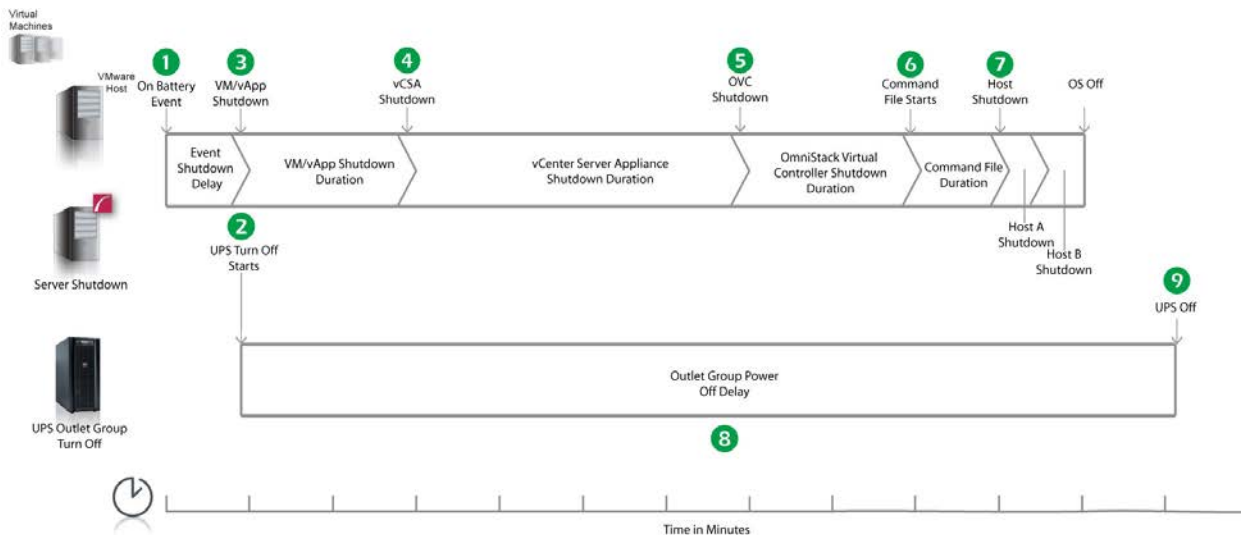 Virtual
Machines
VMware
Host
1
On Battery
Event
3
VM/vApp
Shutdown
4
vCSA
Shutdown
5
OVC
Shutdown
6
Command
File Starts
7
Host
Shutdown
OS Off
Event
Shutdown
Delay
VM/vApp Shutdown
Duration
vCenter Server Appliance
Shutdown Duration
OmniStack Virtual
Controller Shutdown
Duration
Command File
Duration
Host A
Shutdown
Host B
Shutdown
2
UPS Turn Off
Starts
Server Shutdown
9
UPS Off
Outlet Group Power
Off Delay
8
UPS Outlet Group
Turn Off
Time in Minutes